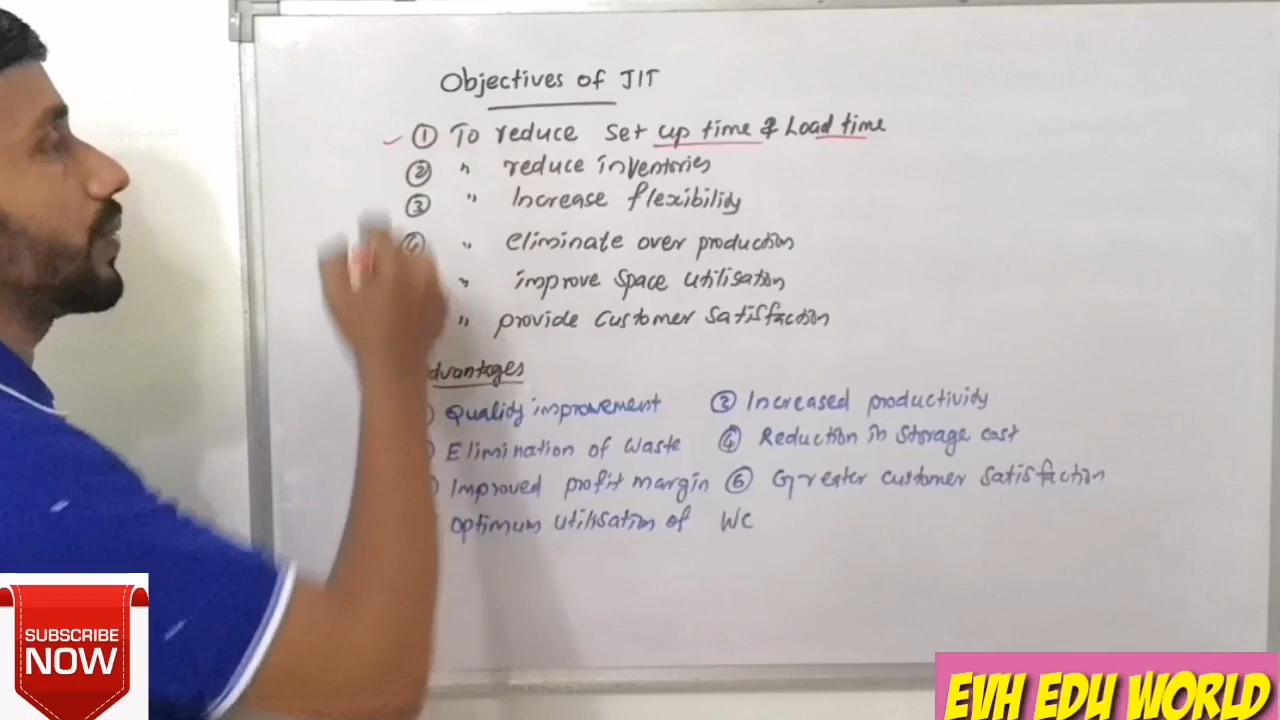 Objectives of JIT
① To reduce set up time & Load time
② " reduce inventories
③ " Increase flexibility
④ " eliminate over production
" improve space utilisation
" provide customer satisfaction
dvantages
Quality improvement ② Increased productivity
Elimination of waste ④ Reduction in storage cost
Improved profit margin ⑥ Greater customer satisfaction
optimum utilisation of WC
SUBSCRIBE
NOW
EVH EDU WORLD